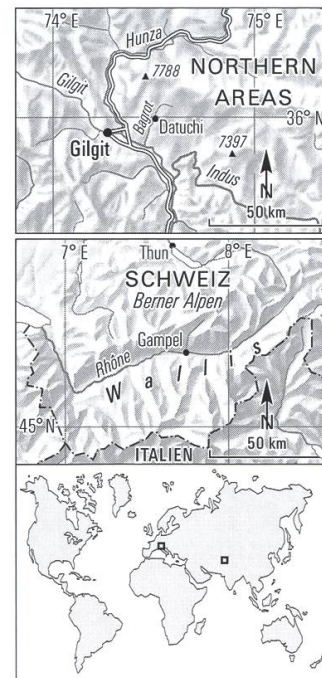 74° E
75° E
Hunza
7788
NORTHERN
AREAS
Gilgit
Bagrot
Datuchi
36° N
Gilgit
7397
Indus
N
50 km
7° E
8° E
Thun
SCHWEIZ
Berner Alpen
Gampel
Rhône
Wallis
N
45° N
50 km
ITALIEN